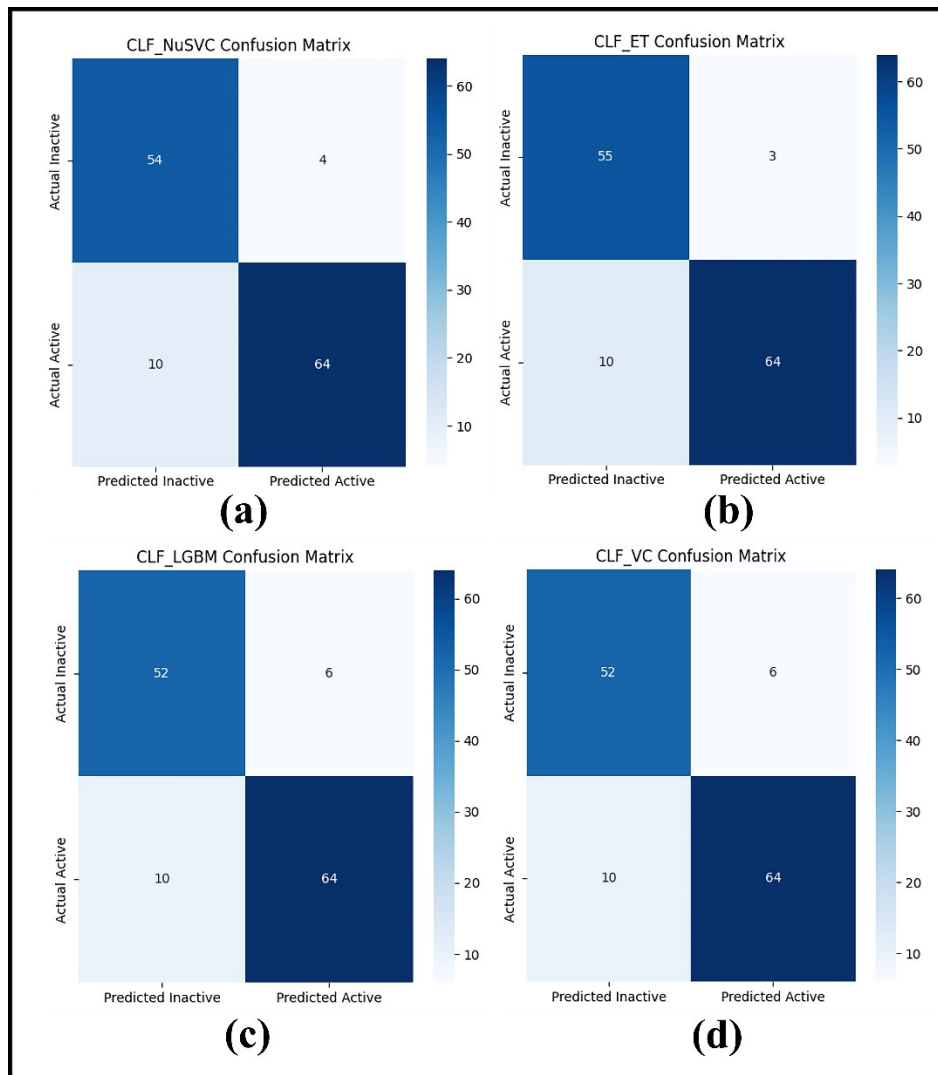 CLF_NuSVC Confusion Matrix
Actual Inactive
Actual Active
54
4
10
64
60
50
40
30
20
10
Predicted Inactive
Predicted Active
(a)
CLF_ET Confusion Matrix
Actual Inactive
Actual Active
55
3
10
64
60
50
40
30
20
10
Predicted Inactive
Predicted Active
(b)
CLF_LGBM Confusion Matrix
Actual Inactive
Actual Active
52
6
10
64
60
50
40
30
20
10
Predicted Inactive
Predicted Active
(c)
CLF_VC Confusion Matrix
Actual Inactive
Actual Active
52
6
10
64
60
50
40
30
20
10
Predicted Inactive
Predicted Active
(d)